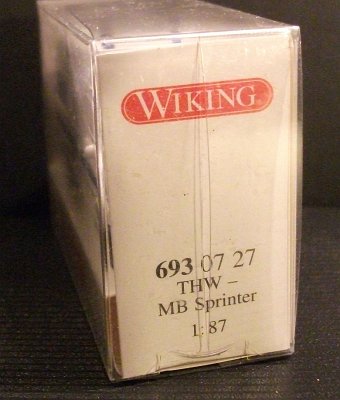 WIKING
693 07 27
THW –
MB Sprinter
1:87